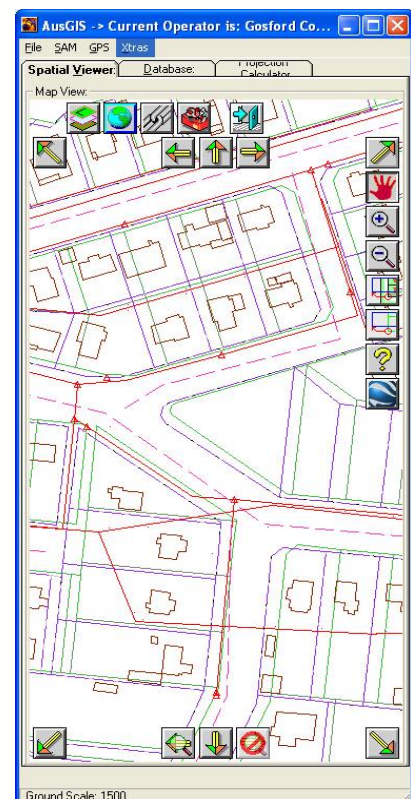 AusGIS -> Current Operator is: Gosford Co...
File SAM GPS Xtras
Spatial Viewer: Database: Projection Calculator
Map View:
Ground Scale: 1500